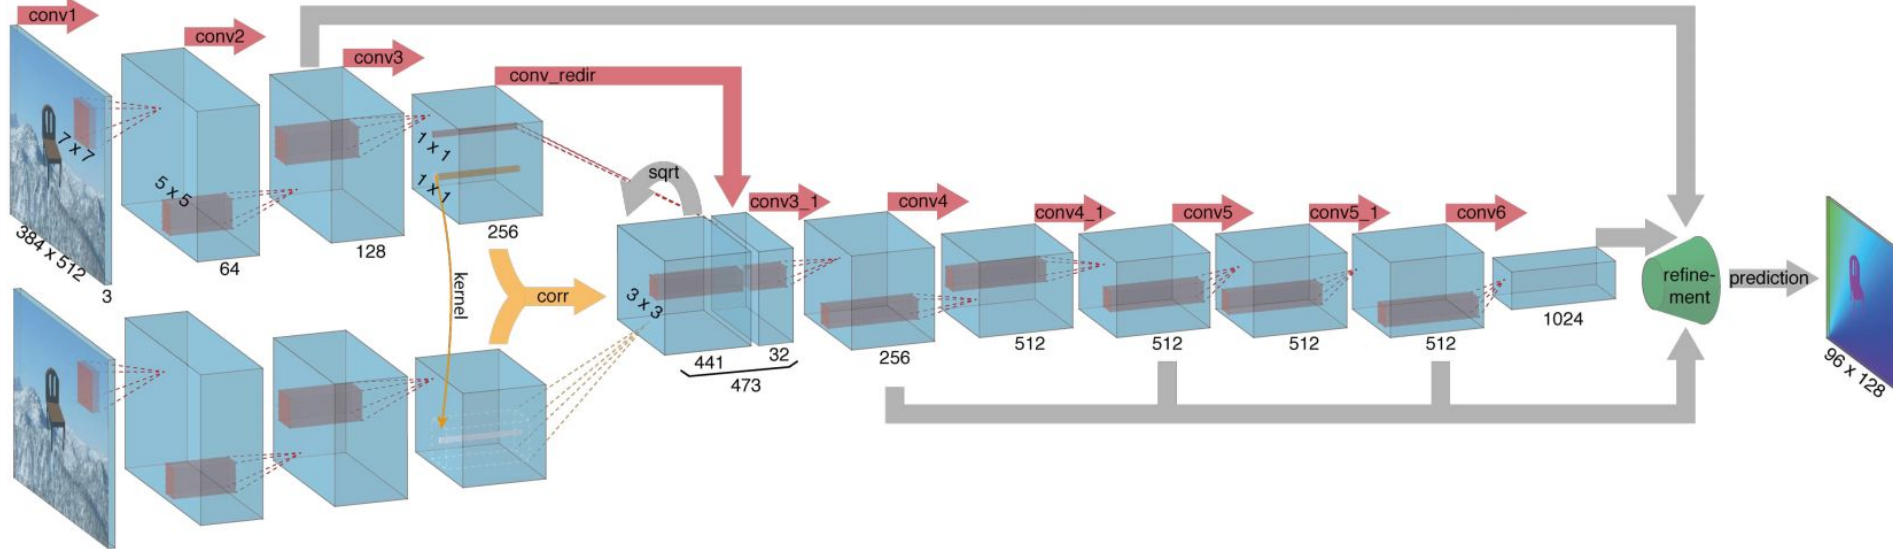 conv1
conv2
conv3
conv_redir
7 x 7
5 x 5
1 x 1
1 x 1
384 x 512
3
64
128
256
kernel
corr
sqrt
conv3_1
conv4
conv4_1
conv5
conv5_1
conv6
3 x 3
441
32
473
256
512
512
512
512
1024
refine-
ment
prediction
96 x 128